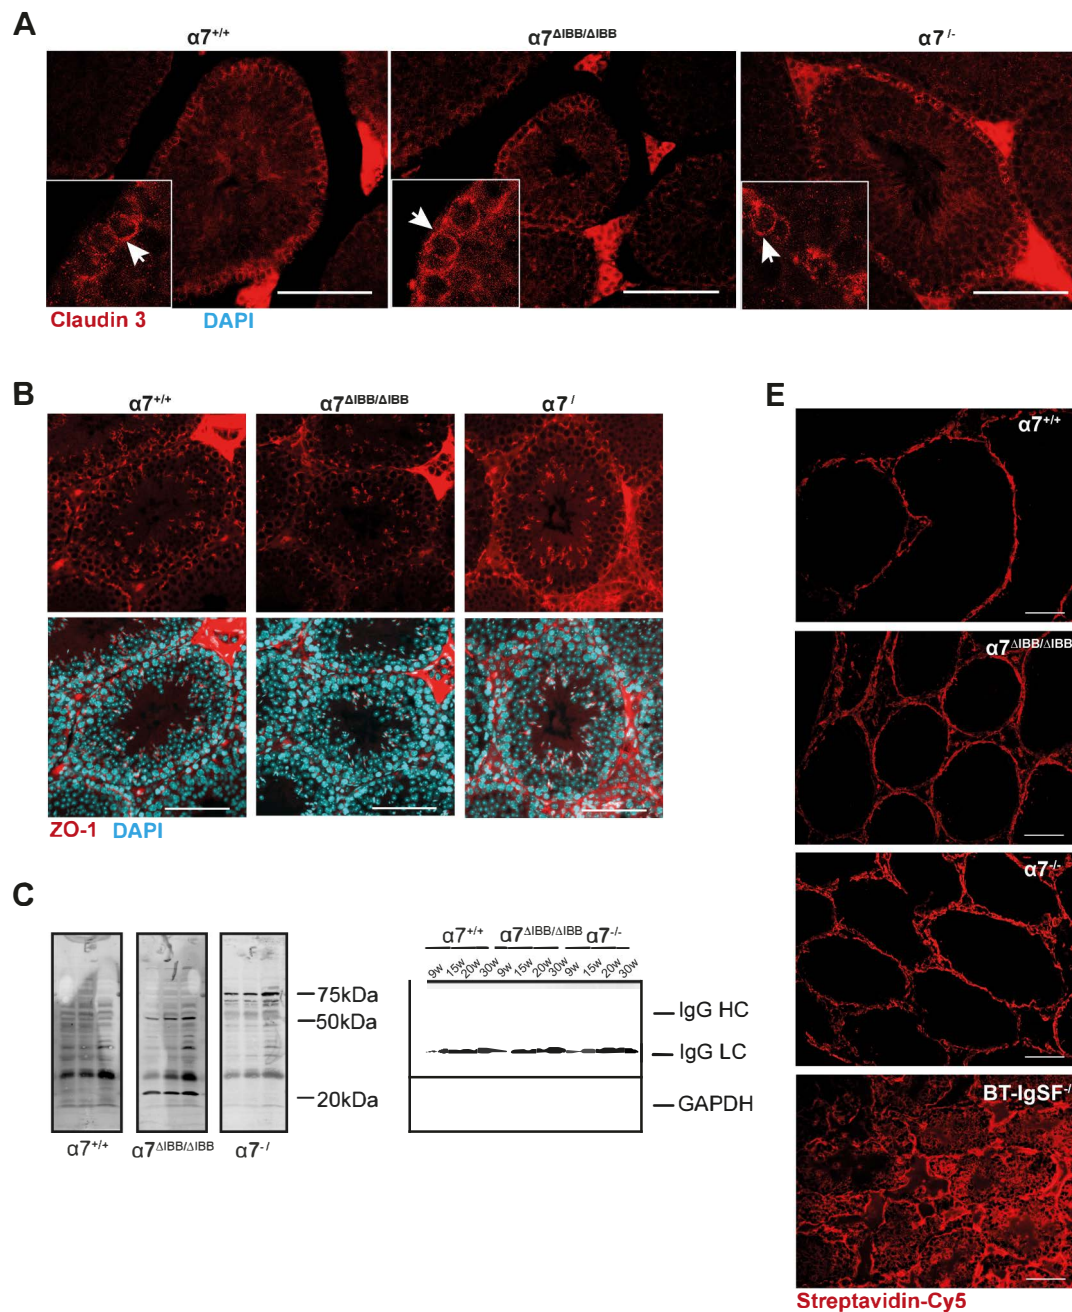 A
α7+/+ α7ΔIBB/ΔIBB α7/-
Claudin 3 DAPI
B
α7+/+ α7ΔIBB/ΔIBB α7/
ZO-1 DAPI
C
75kDa
50kDa
20kDa
α7+/+ α7ΔIBB/ΔIBB α7-/
α7+/+ α7ΔIBB/ΔIBB α7-/-
9w 15w 20w 30w 9w 15w 20w 30w 9w 15w 20w 30w
IgG HC
IgG LC
GAPDH
E
α7+/+
α7ΔIBB/ΔIBB
α7-/-
BT-IgSF-/
Streptavidin-Cy5